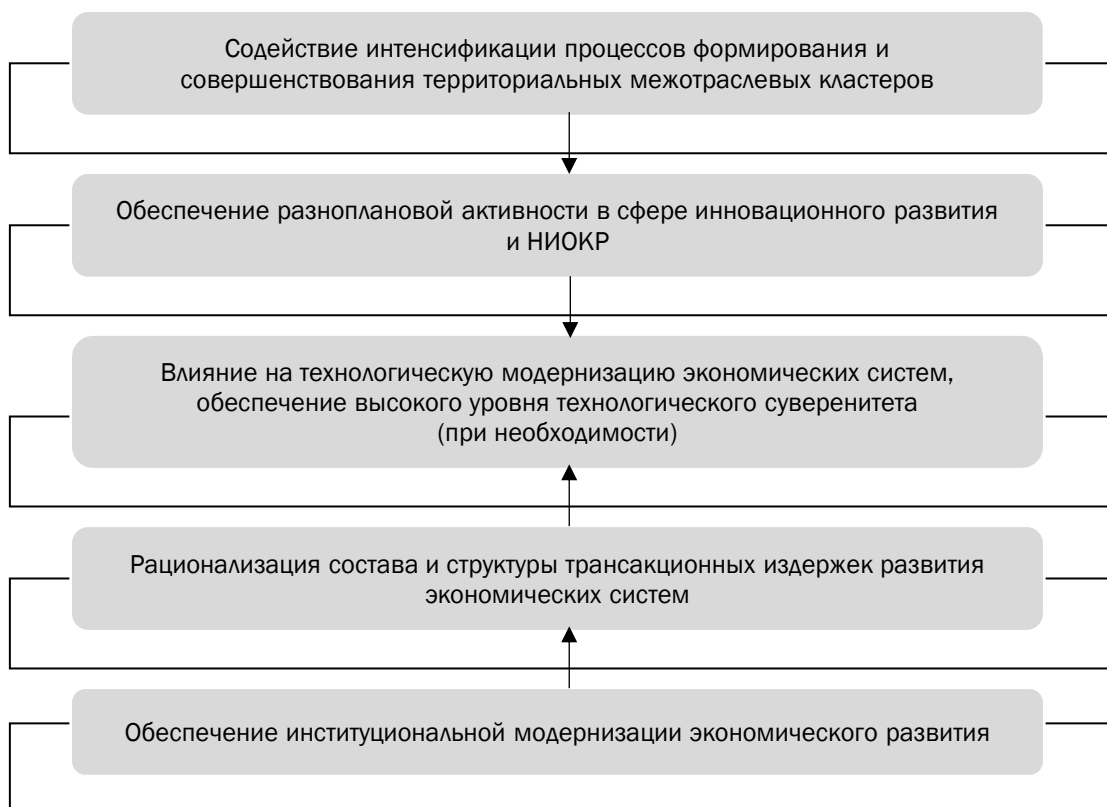 Содействие интенсификации процессов формирования и
совершенствования территориальных межотраслевых кластеров
Обеспечение разноплановой активности в сфере инновационного развития
и НИОКР
Влияние на технологическую модернизацию экономических систем,
обеспечение высокого уровня технологического суверенитета
(при необходимости)
Рационализация состава и структуры трансакционных издержек развития
экономических систем
Обеспечение институциональной модернизации экономического развития